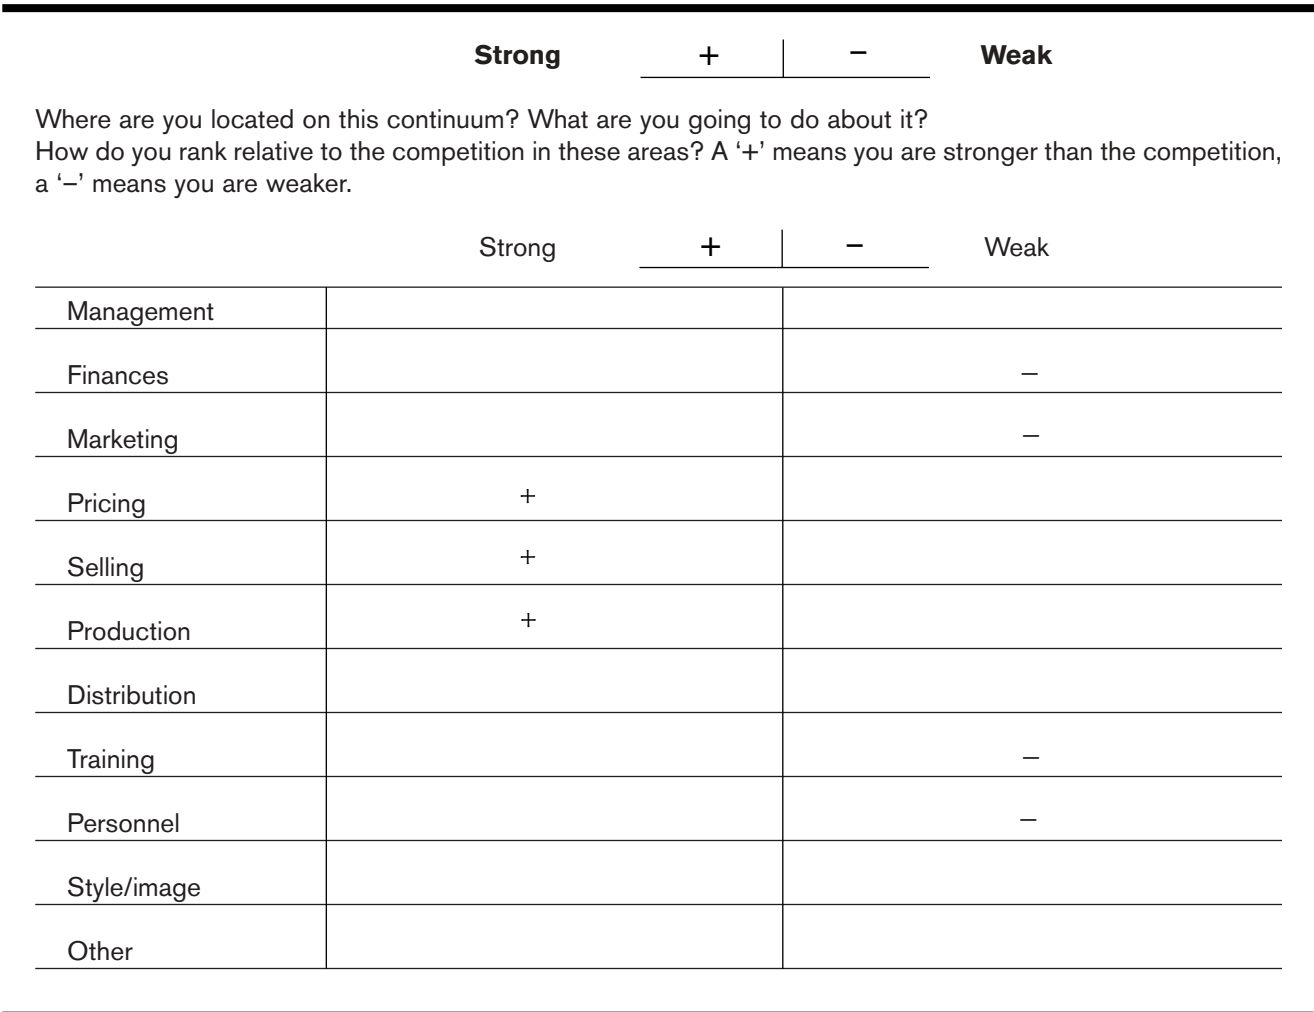 Strong + – Weak
Where are you located on this continuum? What are you going to do about it?
How do you rank relative to the competition in these areas? A ‘+’ means you are stronger than the competition,
a ‘–’ means you are weaker.
Strong + – Weak
Management
Finances –
Marketing –
Pricing +
Selling +
Production +
Distribution
Training –
Personnel –
Style/image
Other